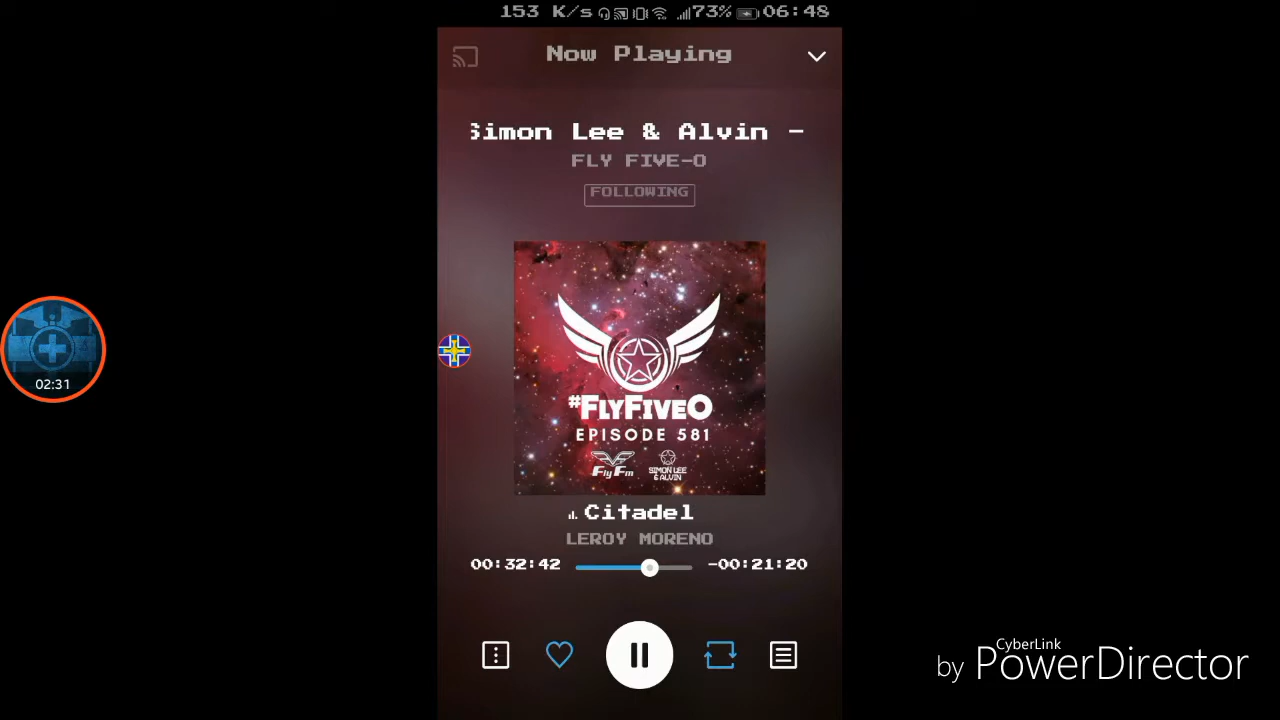 153 K/s 73% 06:48
Now Playing
Simon Lee & Alvin -
FLY FIVE-O
FOLLOWING
#FLYFIVEO
EPISODE 581
Fly Fm
SIMON LEE
& ALVIN
Citadel
LEROY MORENO
00:32:42 -00:21:20
02:31
CyberLink
by PowerDirector